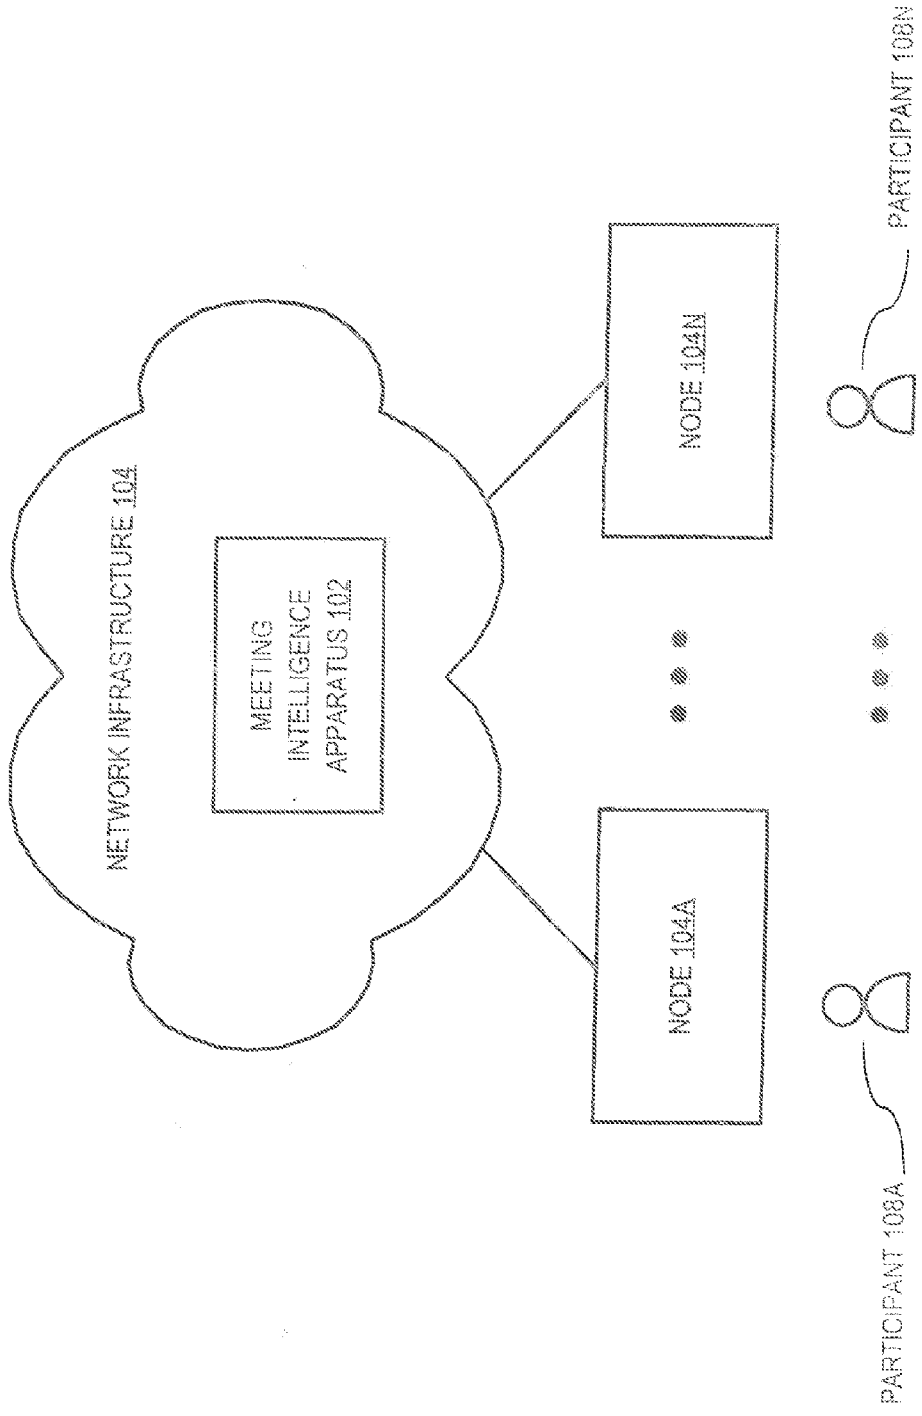 NETWORK INFRASTRUCTURE 104
MEETING
INTELLIGENCE
APPARATUS 102
NODE 104A
NODE 104N
PARTICIPANT 108A
PARTICIPANT 108N